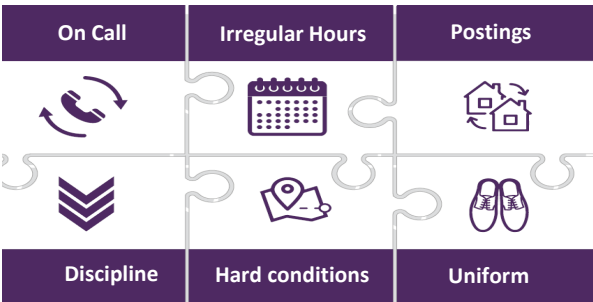 On Call
Irregular Hours
Postings
Discipline
Hard conditions
Uniform